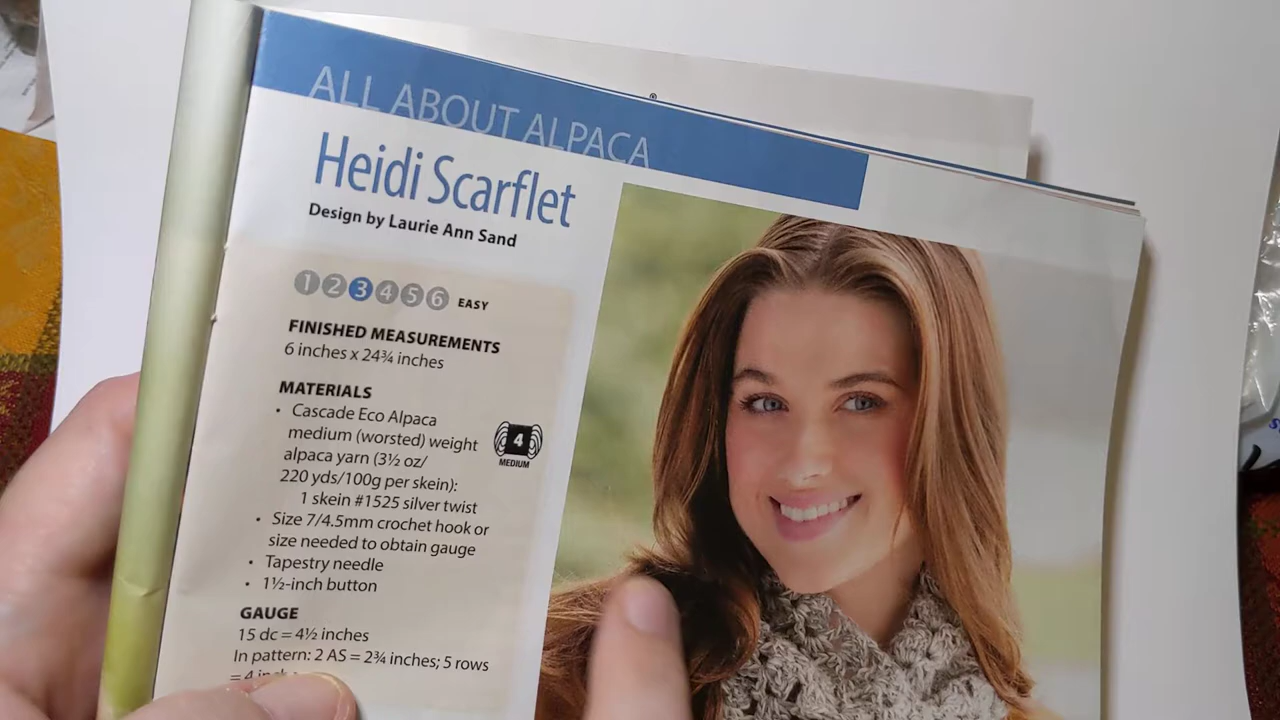 ALL ABOUT ALPACA
Heidi Scarflet
Design by Laurie Ann Sand
1 2 3 4 5 6 EASY
FINISHED MEASUREMENTS
6 inches x 24¾ inches
MATERIALS
• Cascade Eco Alpaca
medium (worsted) weight
alpaca yarn (3½ oz/
220 yds/100g per skein):
1 skein #1525 silver twist
• Size 7/4.5mm crochet hook or
size needed to obtain gauge
• Tapestry needle
• 1½-inch button
4
MEDIUM
GAUGE
15 dc = 4½ inches
In pattern: 2 AS = 2¾ inches; 5 rows
= 4